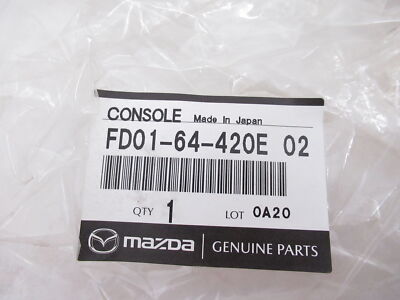 CONSOLE Made In Japan
FD01-64-420E 02
QTY 1 LOT 0A20
mazda GENUINE PARTS